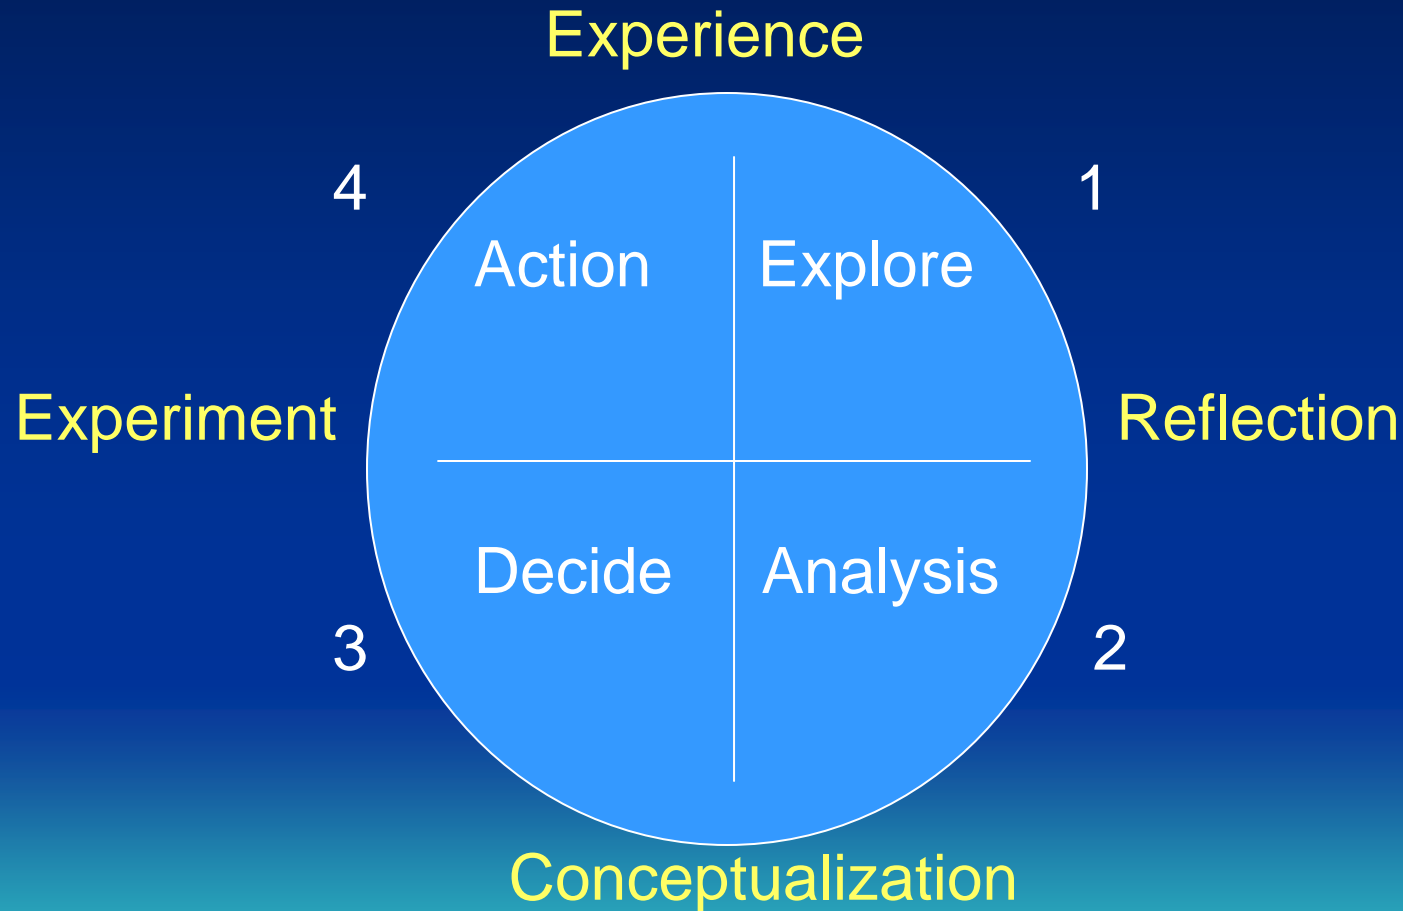 Experience
4
1
Action
Explore
Experiment
Reflection
Decide
Analysis
3
2
Conceptualization